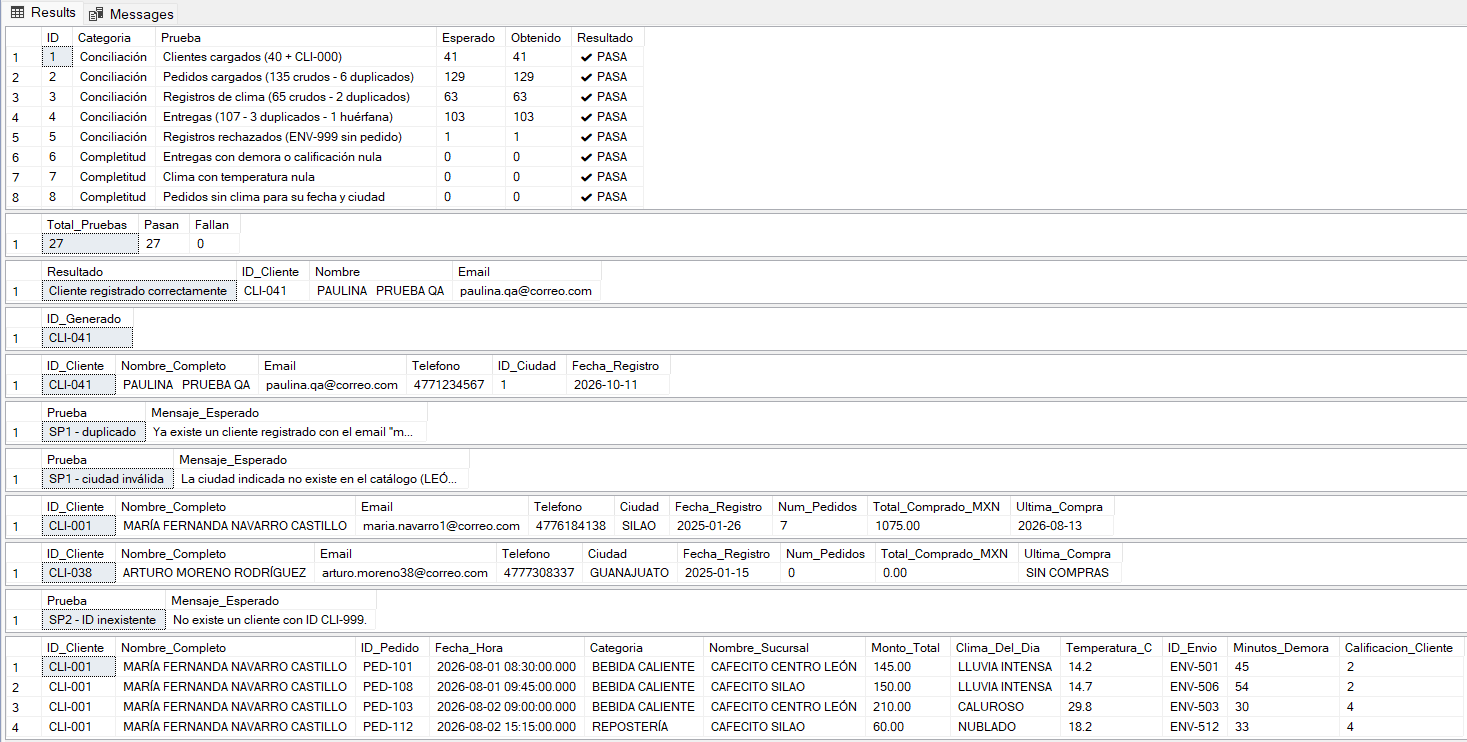 Results Messages
ID Categoria Prueba Esperado Obtenido Resultado
1 1 Conciliación Clientes cargados (40 + CLI-000) 41 41 ✔ PASA
2 2 Conciliación Pedidos cargados (135 crudos - 6 duplicados) 129 129 ✔ PASA
3 3 Conciliación Registros de clima (65 crudos - 2 duplicados) 63 63 ✔ PASA
4 4 Conciliación Entregas (107 - 3 duplicados - 1 huérfana) 103 103 ✔ PASA
5 5 Conciliación Registros rechazados (ENV-999 sin pedido) 1 1 ✔ PASA
6 6 Completitud Entregas con demora o calificación nula 0 0 ✔ PASA
7 7 Completitud Clima con temperatura nula 0 0 ✔ PASA
8 8 Completitud Pedidos sin clima para su fecha y ciudad 0 0 ✔ PASA
Total_Pruebas Pasan Fallan
1 27 27 0
Resultado ID_Cliente Nombre Email
1 Cliente registrado correctamente CLI-041 PAULINA   PRUEBA QA paulina.qa@correo.com
ID_Generado
1 CLI-041
ID_Cliente Nombre_Completo Email Telefono ID_Ciudad Fecha_Registro
1 CLI-041 PAULINA   PRUEBA QA paulina.qa@correo.com 4771234567 1 2026-10-11
Prueba Mensaje_Esperado
1 SP1 - duplicado Ya existe un cliente registrado con el email "m...
Prueba Mensaje_Esperado
1 SP1 - ciudad inválida La ciudad indicada no existe en el catálogo (LEÓ...
ID_Cliente Nombre_Completo Email Telefono Ciudad Fecha_Registro Num_Pedidos Total_Comprado_MXN Ultima_Compra
1 CLI-001 MARÍA FERNANDA NAVARRO CASTILLO maria.navarro1@correo.com 4776184138 SILAO 2025-01-26 7 1075.00 2026-08-13
ID_Cliente Nombre_Completo Email Telefono Ciudad Fecha_Registro Num_Pedidos Total_Comprado_MXN Ultima_Compra
1 CLI-038 ARTURO MORENO RODRÍGUEZ arturo.moreno38@correo.com 4777308337 GUANAJUATO 2025-01-15 0 0.00 SIN COMPRAS
Prueba Mensaje_Esperado
1 SP2 - ID inexistente No existe un cliente con ID CLI-999.
ID_Cliente Nombre_Completo ID_Pedido Fecha_Hora Categoria Nombre_Sucursal Monto_Total Clima_Del_Dia Temperatura_C ID_Envio Minutos_Demora Calificacion_Cliente
1 CLI-001 MARÍA FERNANDA NAVARRO CASTILLO PED-101 2026-08-01 08:30:00.000 BEBIDA CALIENTE CAFECITO CENTRO LEÓN 145.00 LLUVIA INTENSA 14.2 ENV-501 45 2
2 CLI-001 MARÍA FERNANDA NAVARRO CASTILLO PED-108 2026-08-01 09:45:00.000 BEBIDA CALIENTE CAFECITO SILAO 150.00 LLUVIA INTENSA 14.7 ENV-506 54 2
3 CLI-001 MARÍA FERNANDA NAVARRO CASTILLO PED-103 2026-08-02 09:00:00.000 BEBIDA CALIENTE CAFECITO CENTRO LEÓN 210.00 CALUROSO 29.8 ENV-503 30 4
4 CLI-001 MARÍA FERNANDA NAVARRO CASTILLO PED-112 2026-08-02 15:15:00.000 REPOSTERÍA CAFECITO SILAO 60.00 NUBLADO 18.2 ENV-512 33 4